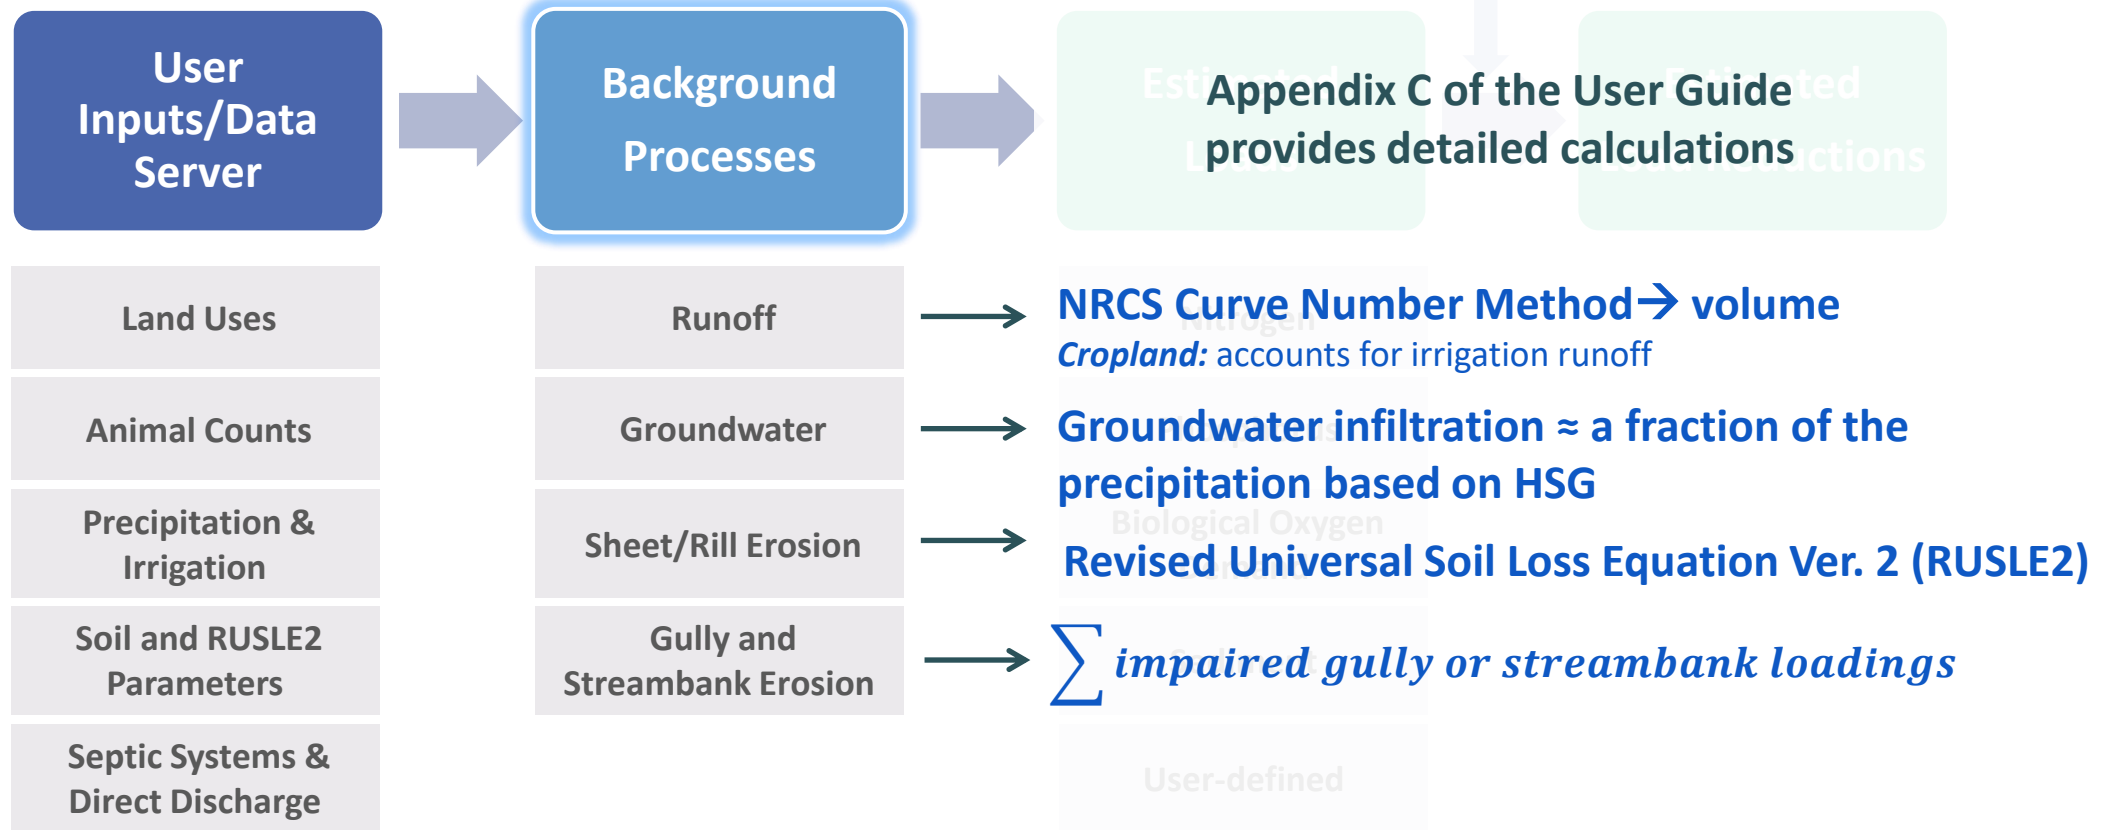 User
Inputs/Data
Server
Background
Processes
Appendix C of the User Guide
provides detailed calculations
Land Uses
Animal Counts
Precipitation &
Irrigation
Soil and RUSLE2
Parameters
Septic Systems &
Direct Discharge
Runoff
Groundwater
Sheet/Rill Erosion
Gully and
Streambank Erosion
NRCS Curve Number Method→ volume
Cropland: accounts for irrigation runoff
Groundwater infiltration ≈ a fraction of the
precipitation based on HSG
Revised Universal Soil Loss Equation Ver. 2 (RUSLE2)
∑ impaired gully or streambank loadings
Nitrogen
Biological Oxygen
User-defined